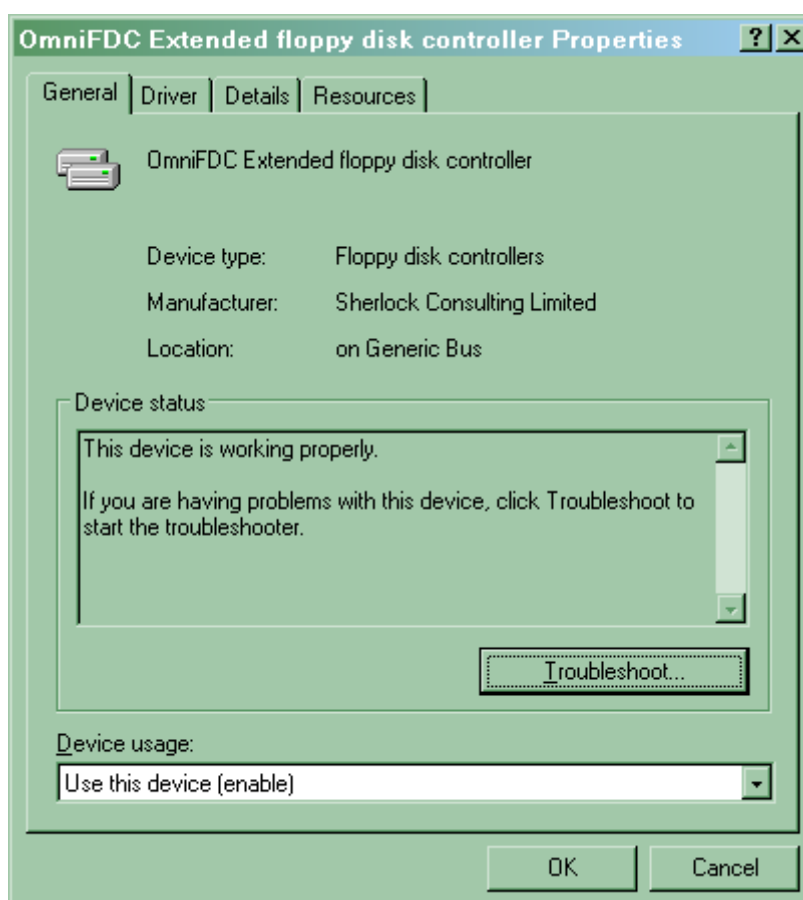 OmniFDC Extended floppy disk controller Properties
General Driver Details Resources
OmniFDC Extended floppy disk controller
Device type: Floppy disk controllers
Manufacturer: Sherlock Consulting Limited
Location: on Generic Bus
Device status
This device is working properly.
If you are having problems with this device, click Troubleshoot to
start the troubleshooter.
Troubleshoot...
Device usage:
Use this device (enable)
OK Cancel